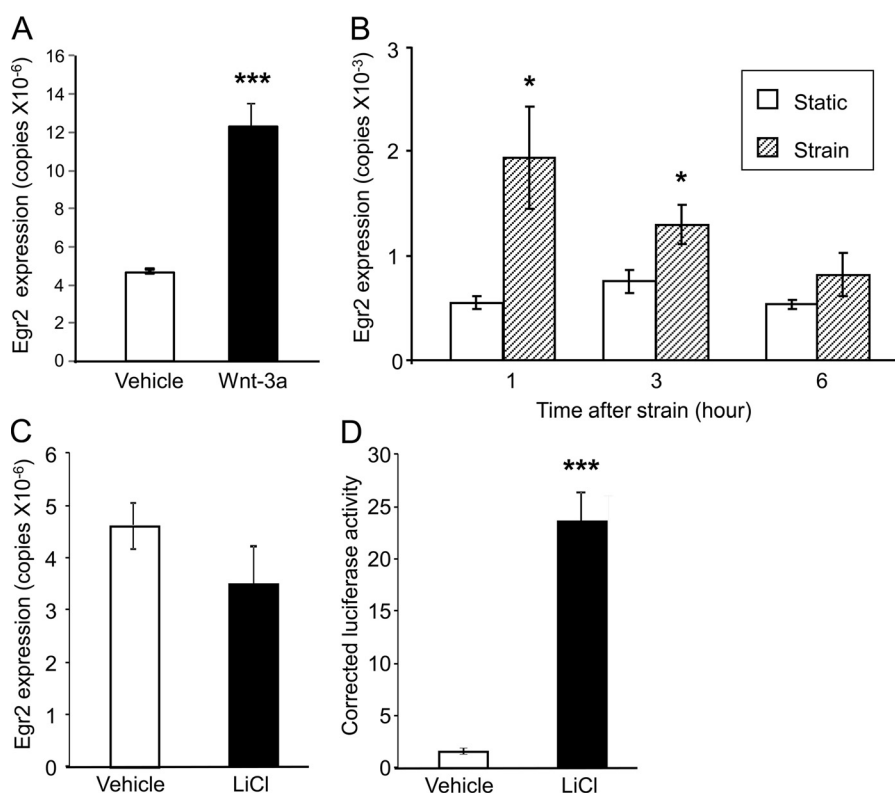 A
Egr2 expression (copies X10-6)
16
14
12
10
8
6
4
2
0
***
Vehicle Wnt-3a
B
Egr2 expression (copies X10-3)
3
2
1
0
*
*
Static
Strain
1 3 6
Time after strain (hour)
C
Egr2 expression (copies X10-6)
6
5
4
3
2
1
0
Vehicle LiCl
D
Corrected luciferase activity
30
25
20
15
10
5
0
***
Vehicle LiCl